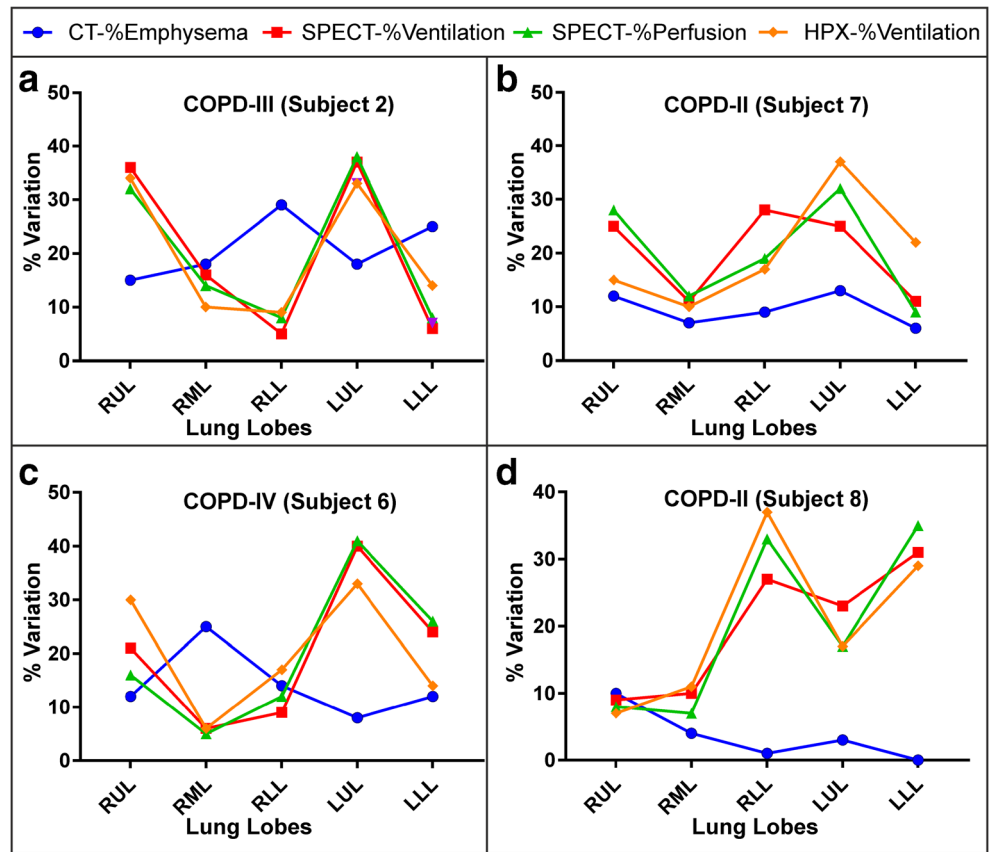 CT-%Emphysema SPECT-%Ventilation SPECT-%Perfusion HPX-%Ventilation
a
COPD-III (Subject 2)
% Variation
50
40
30
20
10
0
RUL RML RLL LUL LLL
Lung Lobes
b
COPD-II (Subject 7)
% Variation
50
40
30
20
10
0
RUL RML RLL LUL LLL
Lung Lobes
c
COPD-IV (Subject 6)
% Variation
50
40
30
20
10
0
RUL RML RLL LUL LLL
Lung Lobes
d
COPD-II (Subject 8)
% Variation
40
30
20
10
0
RUL RML RLL LUL LLL
Lung Lobes